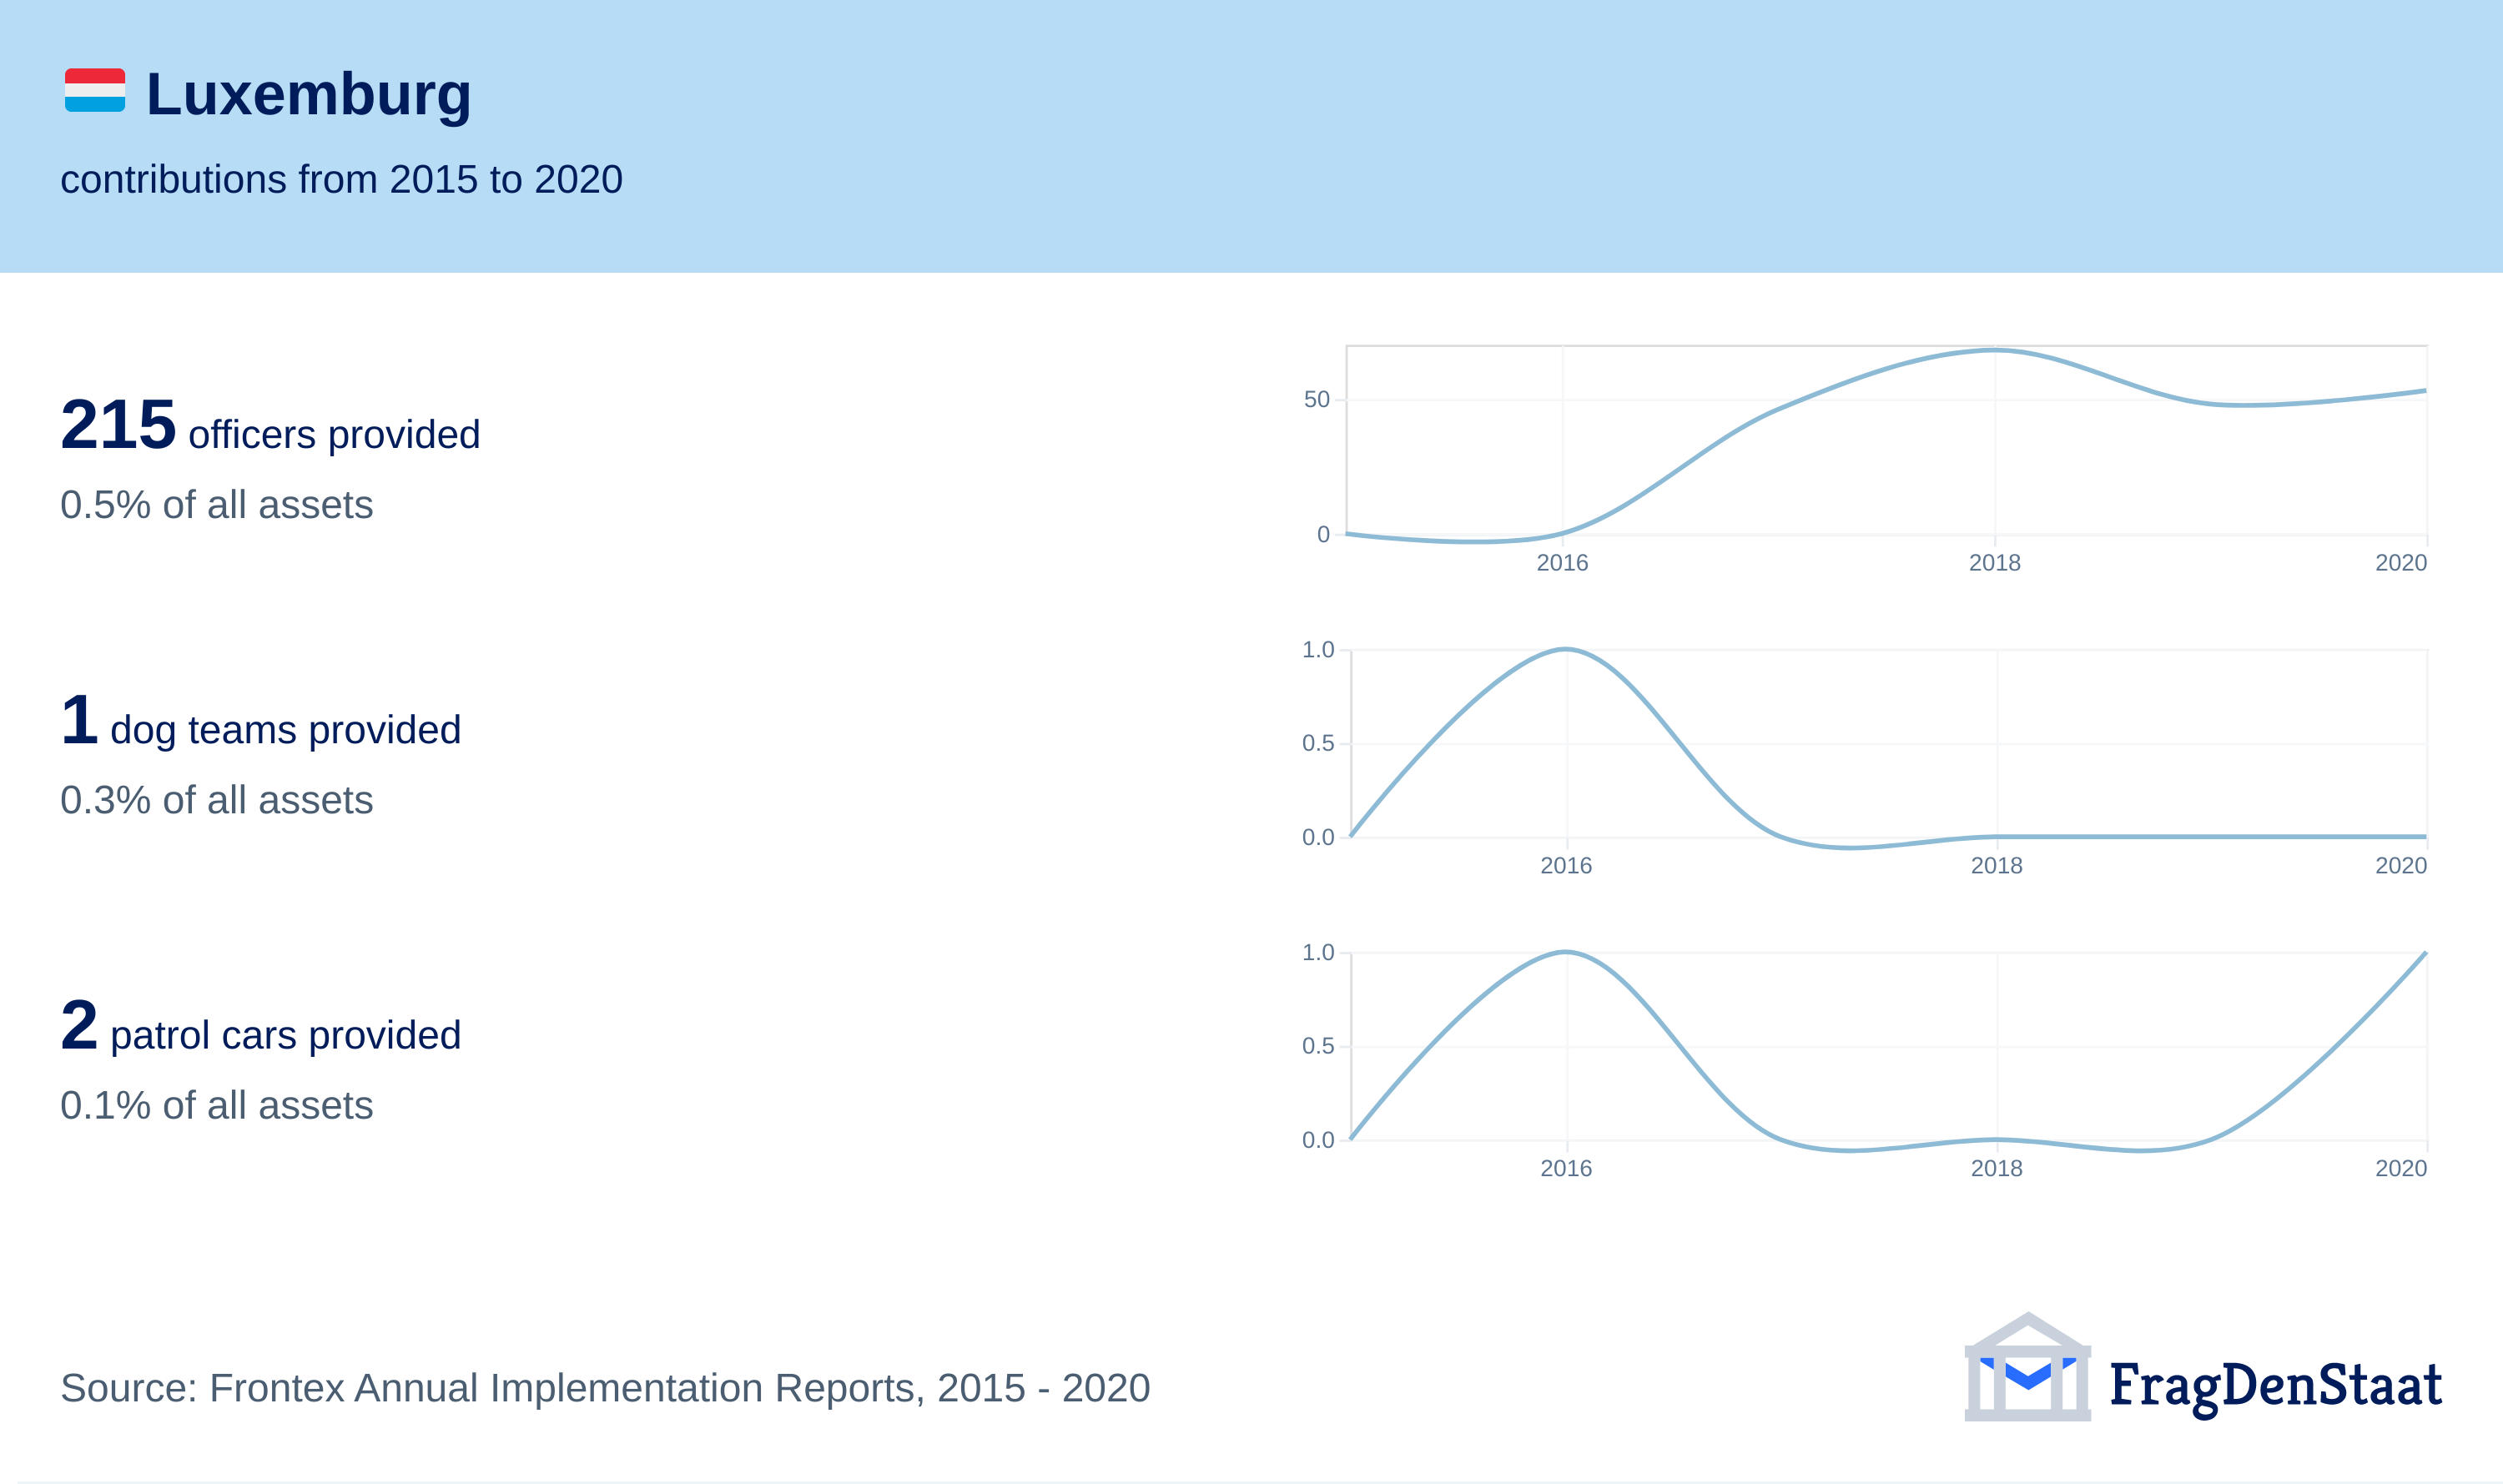 Luxemburg
contributions from 2015 to 2020
215 officers provided
0.5% of all assets
50
0
2016 2018 2020
1 dog teams provided
0.3% of all assets
1.0
0.5
0.0
2016 2018 2020
2 patrol cars provided
0.1% of all assets
1.0
0.5
0.0
2016 2018 2020
Source: Frontex Annual Implementation Reports, 2015 - 2020
FragDenStaat